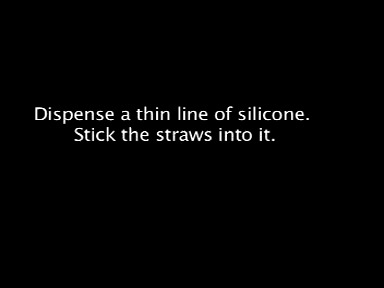 Dispense a thin line of silicone.
Stick the straws into it.